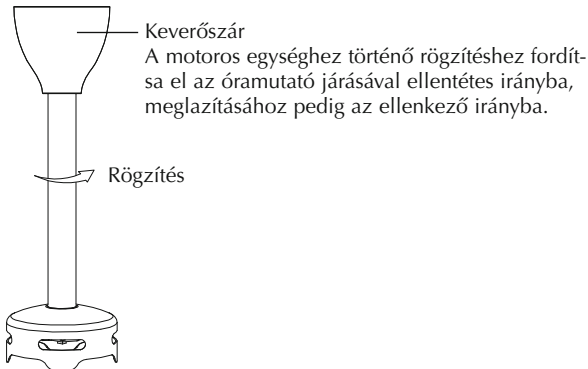 Keverőszár
A motoros egységhez történő rögzítéshez fordít-
sa el az óramutató járásával ellentétes irányba,
meglazításához pedig az ellenkező irányba.
Rögzítés